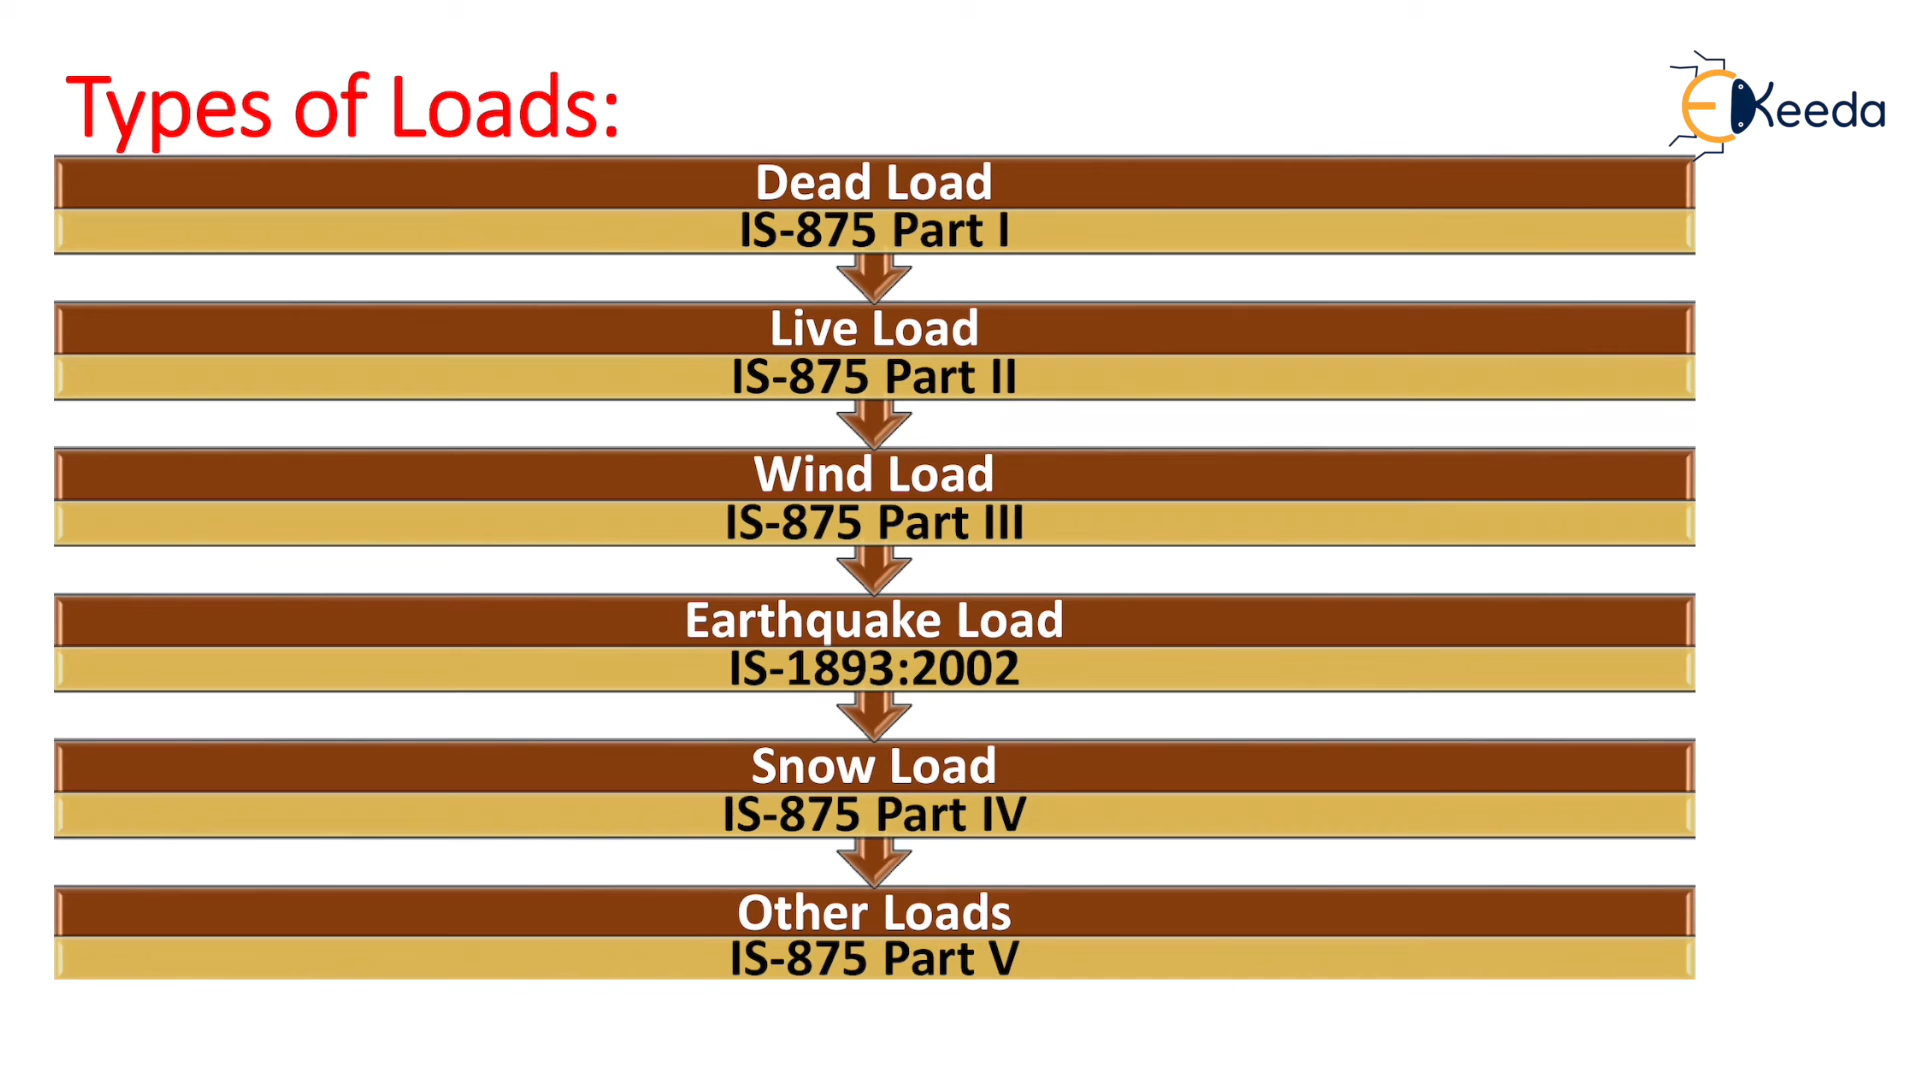 Types of Loads:
EKeeda
Dead Load
IS-875 Part I
Live Load
IS-875 Part II
Wind Load
IS-875 Part III
Earthquake Load
IS-1893:2002
Snow Load
IS-875 Part IV
Other Loads
IS-875 Part V